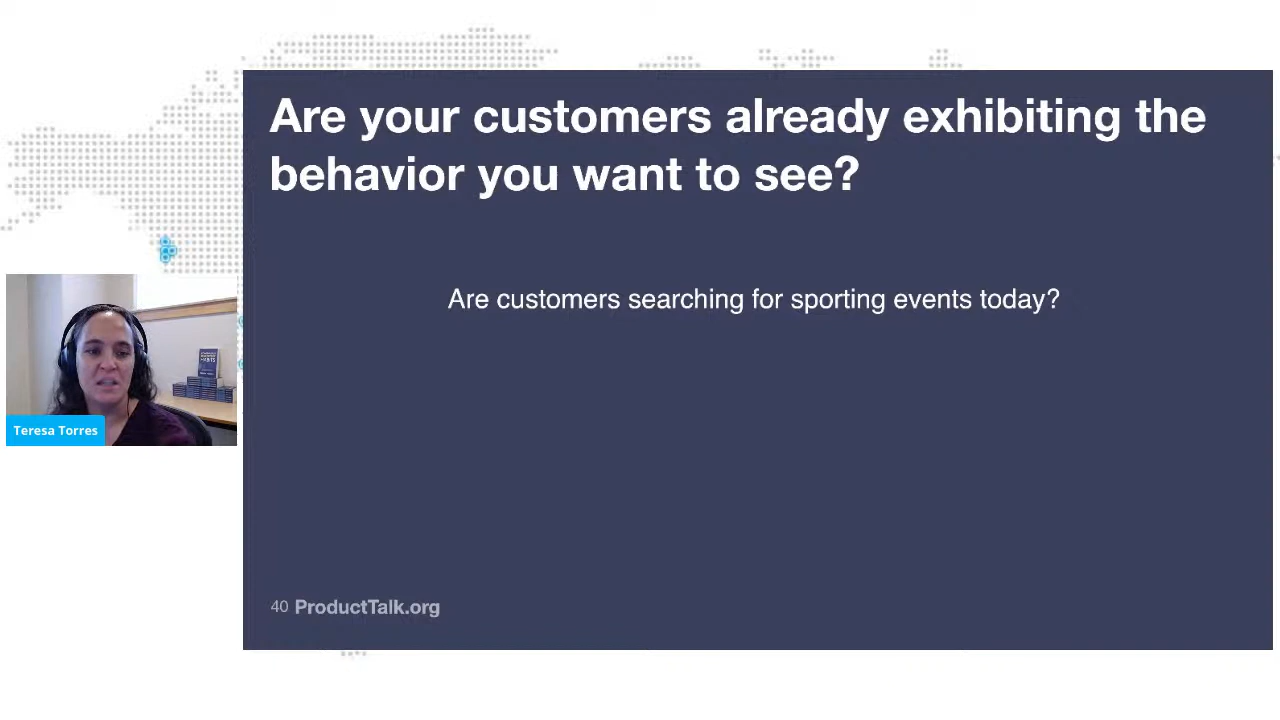 Are your customers already exhibiting the
behavior you want to see?
Are customers searching for sporting events today?
HABITS
Teresa Torres
40 ProductTalk.org